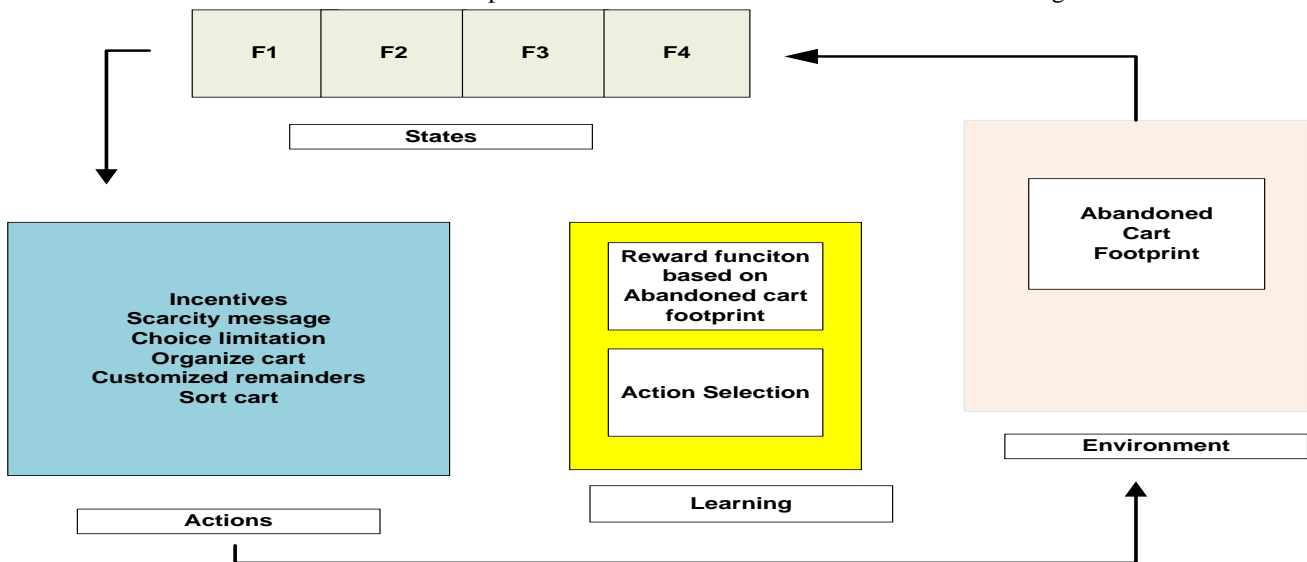 F1 F2 F3 F4
States
Abandoned
Cart
Footprint
Reward funciton
based on
Abandoned cart
footprint
Incentives
Scarcity message
Choice limitation
Organize cart
Customized remainders
Sort cart
Action Selection
Environment
Learning
Actions